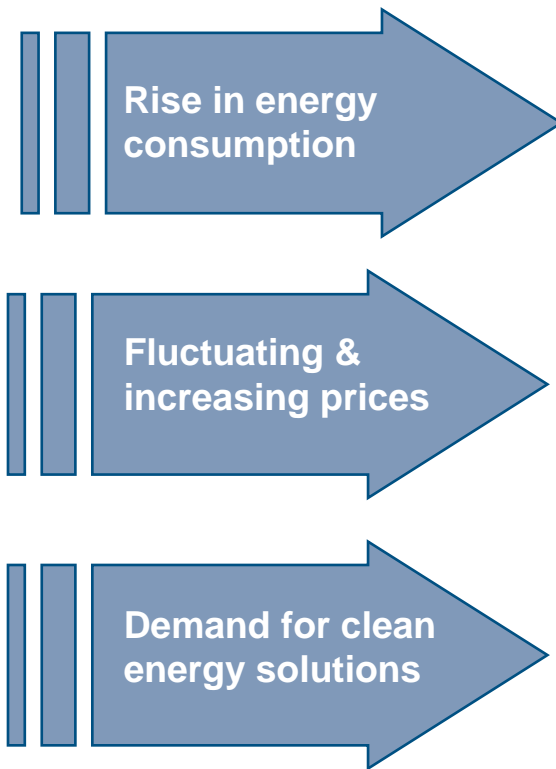 Rise in energy
consumption
Fluctuating &
increasing prices
Demand for clean
energy solutions